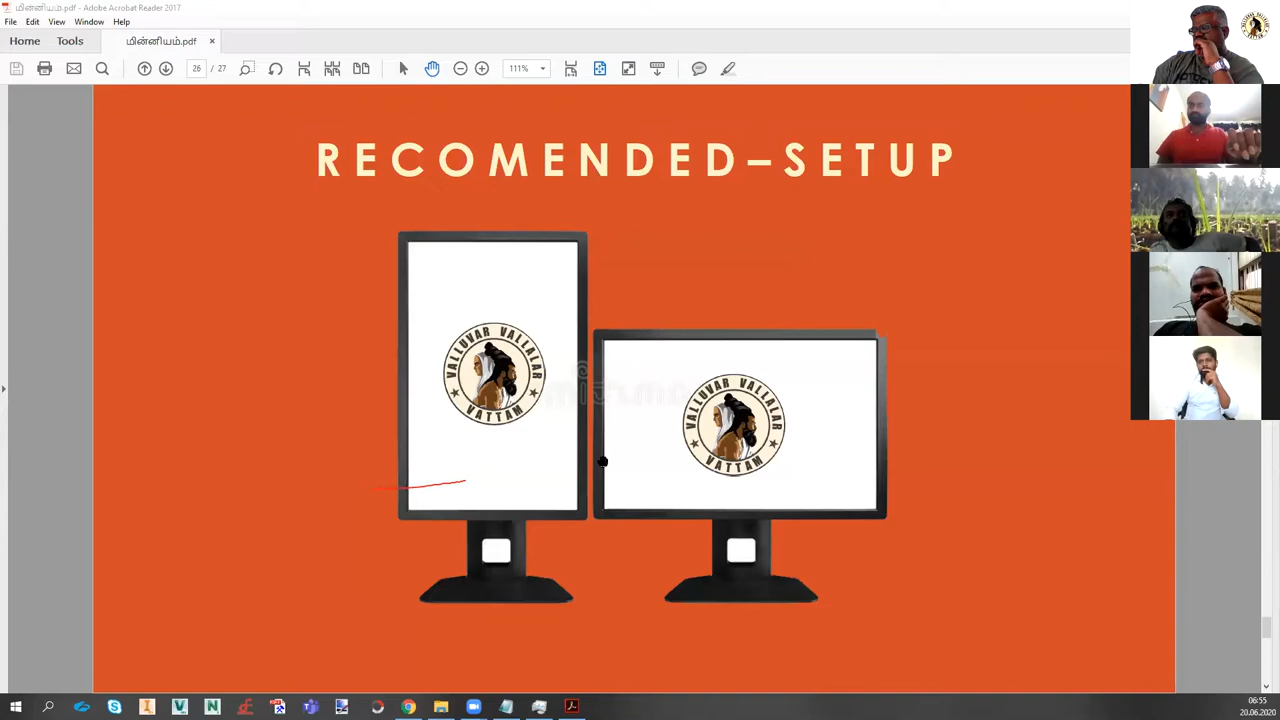 மின்னியம்.pdf - Adobe Acrobat Reader 2017
File Edit View Window Help
Home Tools மின்னியம்.pdf ×
26 / 27 111%
RECOMENDED–SETUP
VALLUVAR VALLALAR
VATTAM
VALLUVAR VALLALAR
VATTAM
06:55
20.06.2020